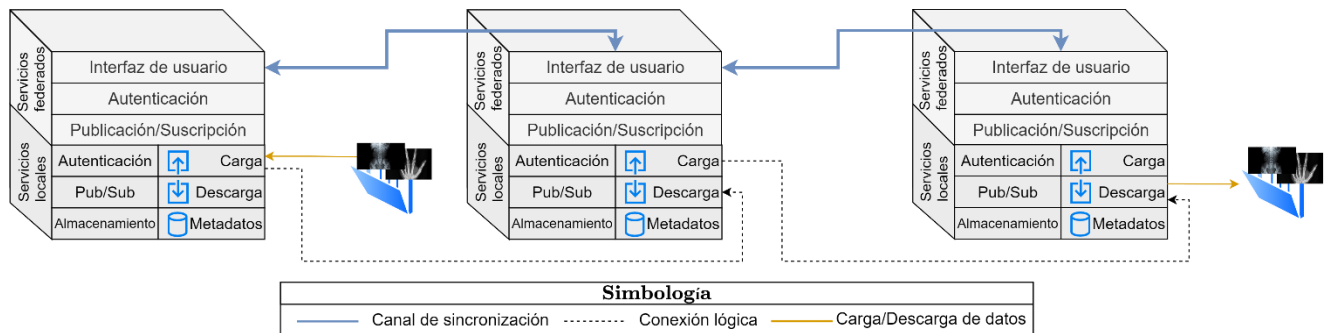 Servicios federados
Interfaz de usuario
Autenticación
Publicación/Suscripción
Servicios locales
Autenticación
Carga
Pub/Sub
Descarga
Almacenamiento
Metadatos
Servicios federados
Interfaz de usuario
Autenticación
Publicación/Suscripción
Servicios locales
Autenticación
Carga
Pub/Sub
Descarga
Almacenamiento
Metadatos
Servicios federados
Interfaz de usuario
Autenticación
Publicación/Suscripción
Servicios locales
Autenticación
Carga
Pub/Sub
Descarga
Almacenamiento
Metadatos
Simbología
Canal de sincronización
Conexión lógica
Carga/Descarga de datos